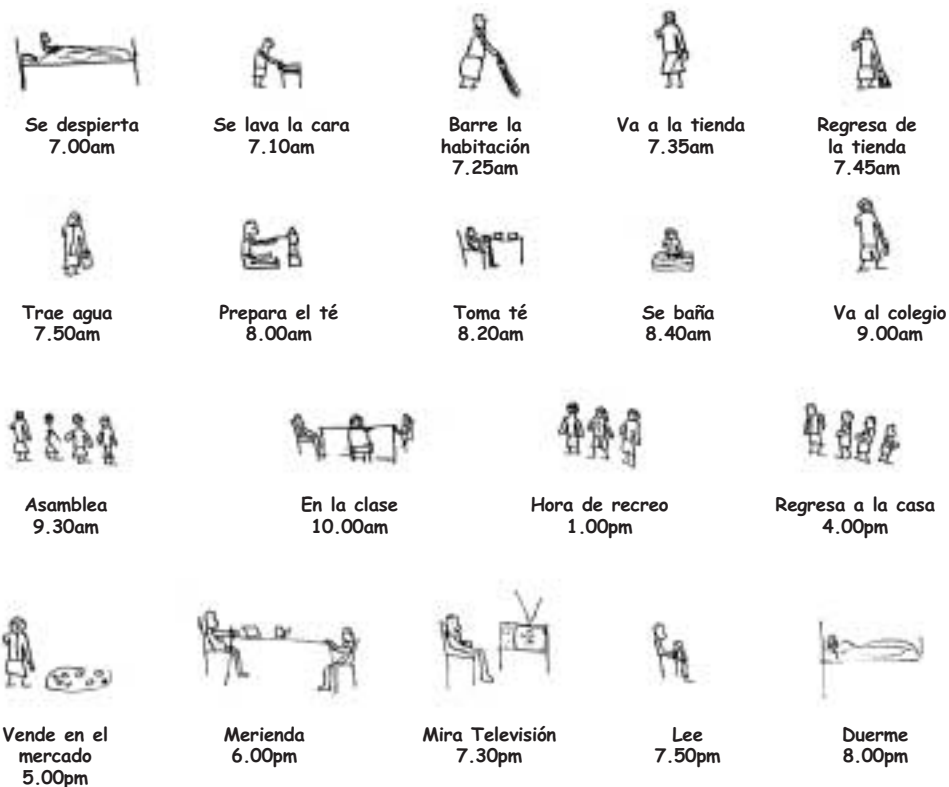 Se despierta
7.00am
Se lava la cara
7.10am
Barre la
habitación
7.25am
Va a la tienda
7.35am
Regresa de
la tienda
7.45am
Trae agua
7.50am
Prepara el té
8.00am
Toma té
8.20am
Se baña
8.40am
Va al colegio
9.00am
Asamblea
9.30am
En la clase
10.00am
Hora de recreo
1.00pm
Regresa a la casa
4.00pm
Vende en el
mercado
5.00pm
Merienda
6.00pm
Mira Televisión
7.30pm
Lee
7.50pm
Duerme
8.00pm